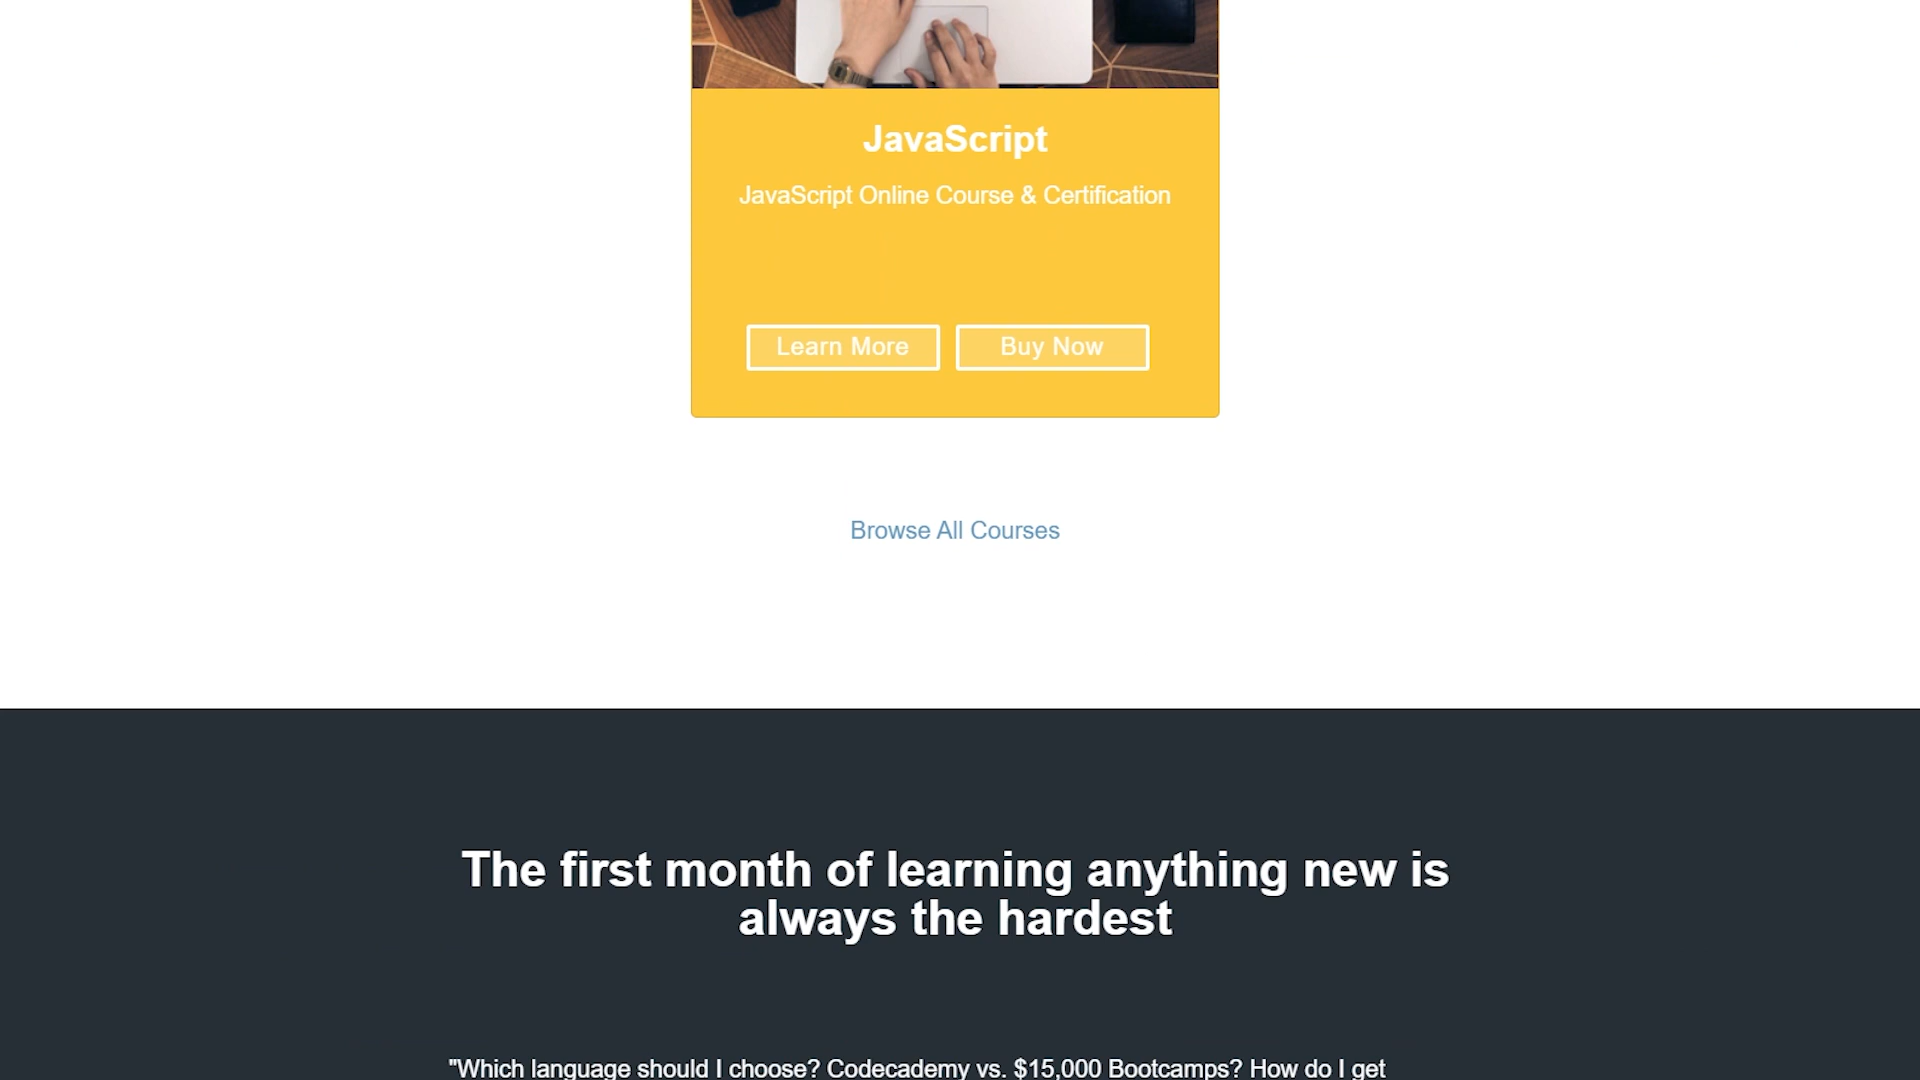 JavaScript
JavaScript Online Course & Certification
Learn More
Buy Now
Browse All Courses
The first month of learning anything new is
always the hardest
"Which language should I choose? Codecademy vs. $15,000 Bootcamps? How do I get